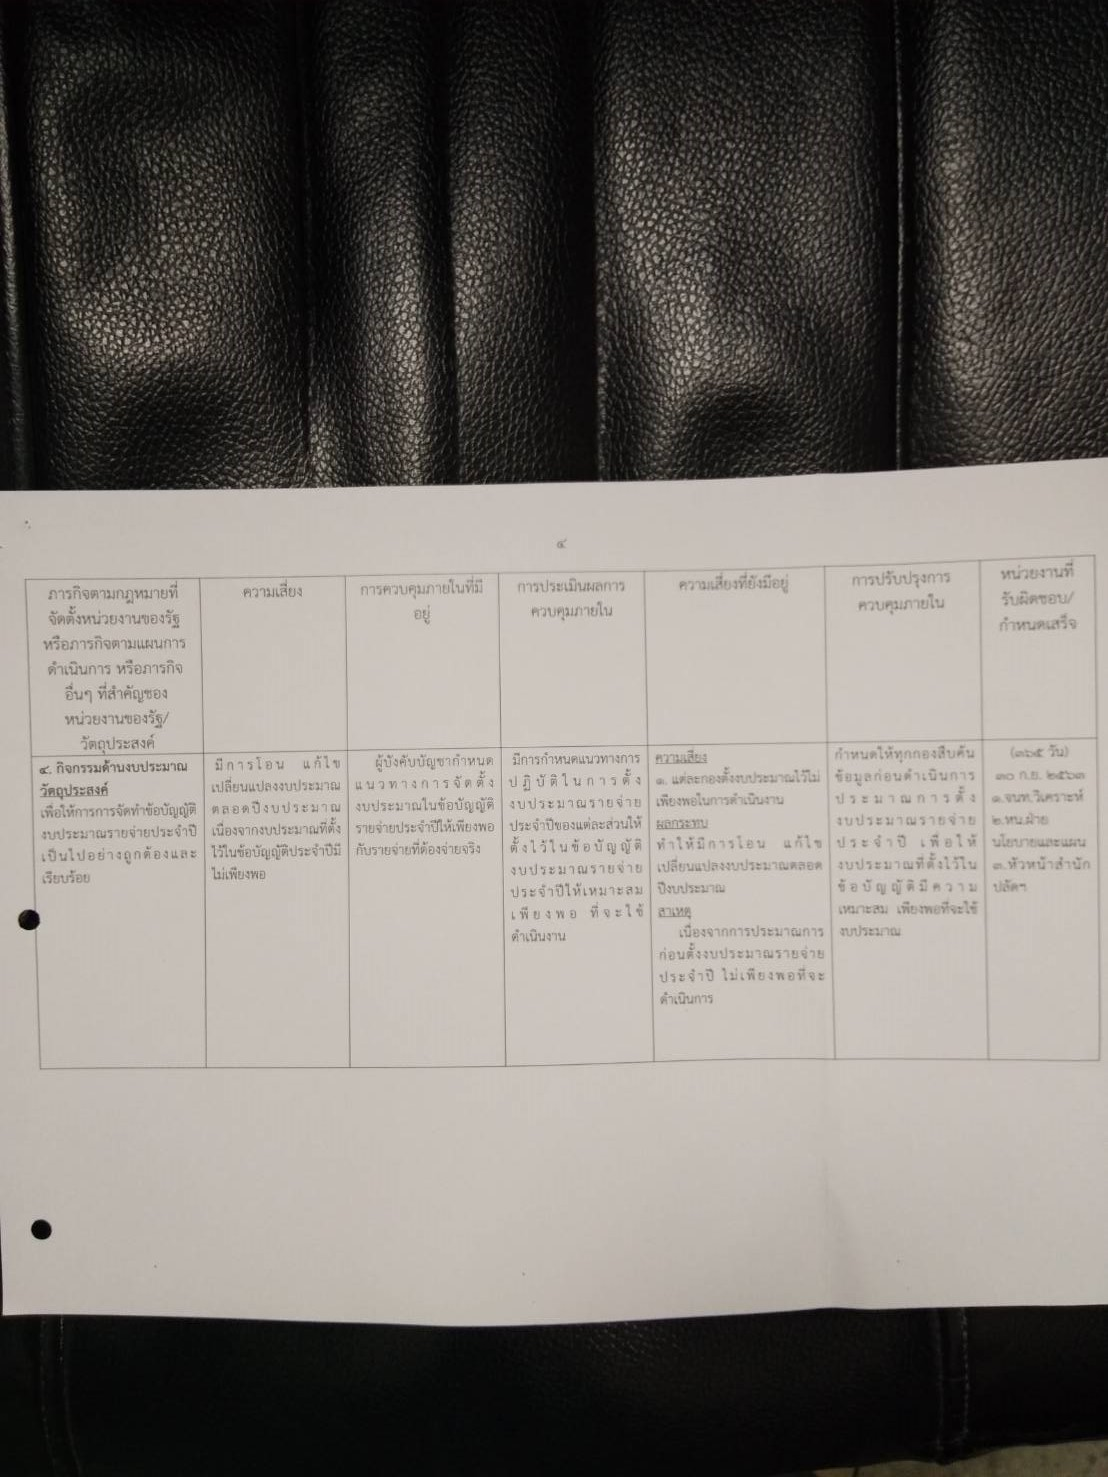 ๔
ภารกิจตามกฎหมายที่
จัดตั้งหน่วยงานของรัฐ
หรือภารกิจตามแผนการ
ดำเนินการ หรือภารกิจ
อื่นๆ ที่สำคัญของ
หน่วยงานของรัฐ/
วัตถุประสงค์
ความเสี่ยง
การควบคุมภายในที่มี
อยู่
การประเมินผลการ
ควบคุมภายใน
ความเสี่ยงที่ยังมีอยู่
การปรับปรุงการ
ควบคุมภายใน
หน่วยงานที่
รับผิดชอบ/
กำหนดเสร็จ
๔. กิจกรรมด้านงบประมาณ
วัตถุประสงค์
เพื่อให้การการจัดทำข้อบัญญัติ
งบประมาณรายจ่ายประจำปี
เป็นไปอย่างถูกต้องและ
เรียบร้อย
มีการโอน แก้ไข
เปลี่ยนแปลงงบประมาณ
ตลอดปีงบประมาณ
เนื่องจากงบประมาณที่ตั้ง
ไว้ในข้อบัญญัติประจำปีมี
ไม่เพียงพอ
ผู้บังคับบัญชากำหนด
แนวทางการจัดตั้ง
งบประมาณในข้อบัญญัติ
รายจ่ายประจำปีให้เพียงพอ
กับรายจ่ายที่ต้องจ่ายจริง
มีการกำหนดแนวทางการ
ปฏิบัติในการตั้ง
งบประมาณรายจ่าย
ประจำปีของแต่ละส่วนให้
ตั้งไว้ในข้อบัญญัติ
งบประมาณรายจ่าย
ประจำปีให้เหมาะสม
เพียงพอ ที่จะใช้
ดำเนินงาน
ความเสี่ยง
๑. แต่ละกองตั้งงบประมาณไว้ไม่
เพียงพอในการดำเนินงาน
ผลกระทบ
ทำให้มีการโอน แก้ไข
เปลี่ยนแปลงงบประมาณตลอด
ปีงบประมาณ
สาเหตุ
เนื่องจากการประมาณการ
ก่อนตั้งงบประมาณรายจ่าย
ประจำปี ไม่เพียงพอที่จะ
ดำเนินการ
กำหนดให้ทุกกองสืบค้น
ข้อมูลก่อนดำเนินการ
ประมาณการตั้ง
งบประมาณรายจ่าย
ประจำปี เพื่อให้
งบประมาณที่ตั้งไว้ใน
ข้อบัญญัติมีความ
เหมาะสม เพียงพอที่จะใช้
งบประมาณ
(๓๖๕ วัน)
๓๐ ก.ย. ๒๕๖๓
๑.จนท.วิเคราะห์
๒.หน.ฝ่าย
นโยบายและแผน
๓.หัวหน้าสำนัก
ปลัดฯ